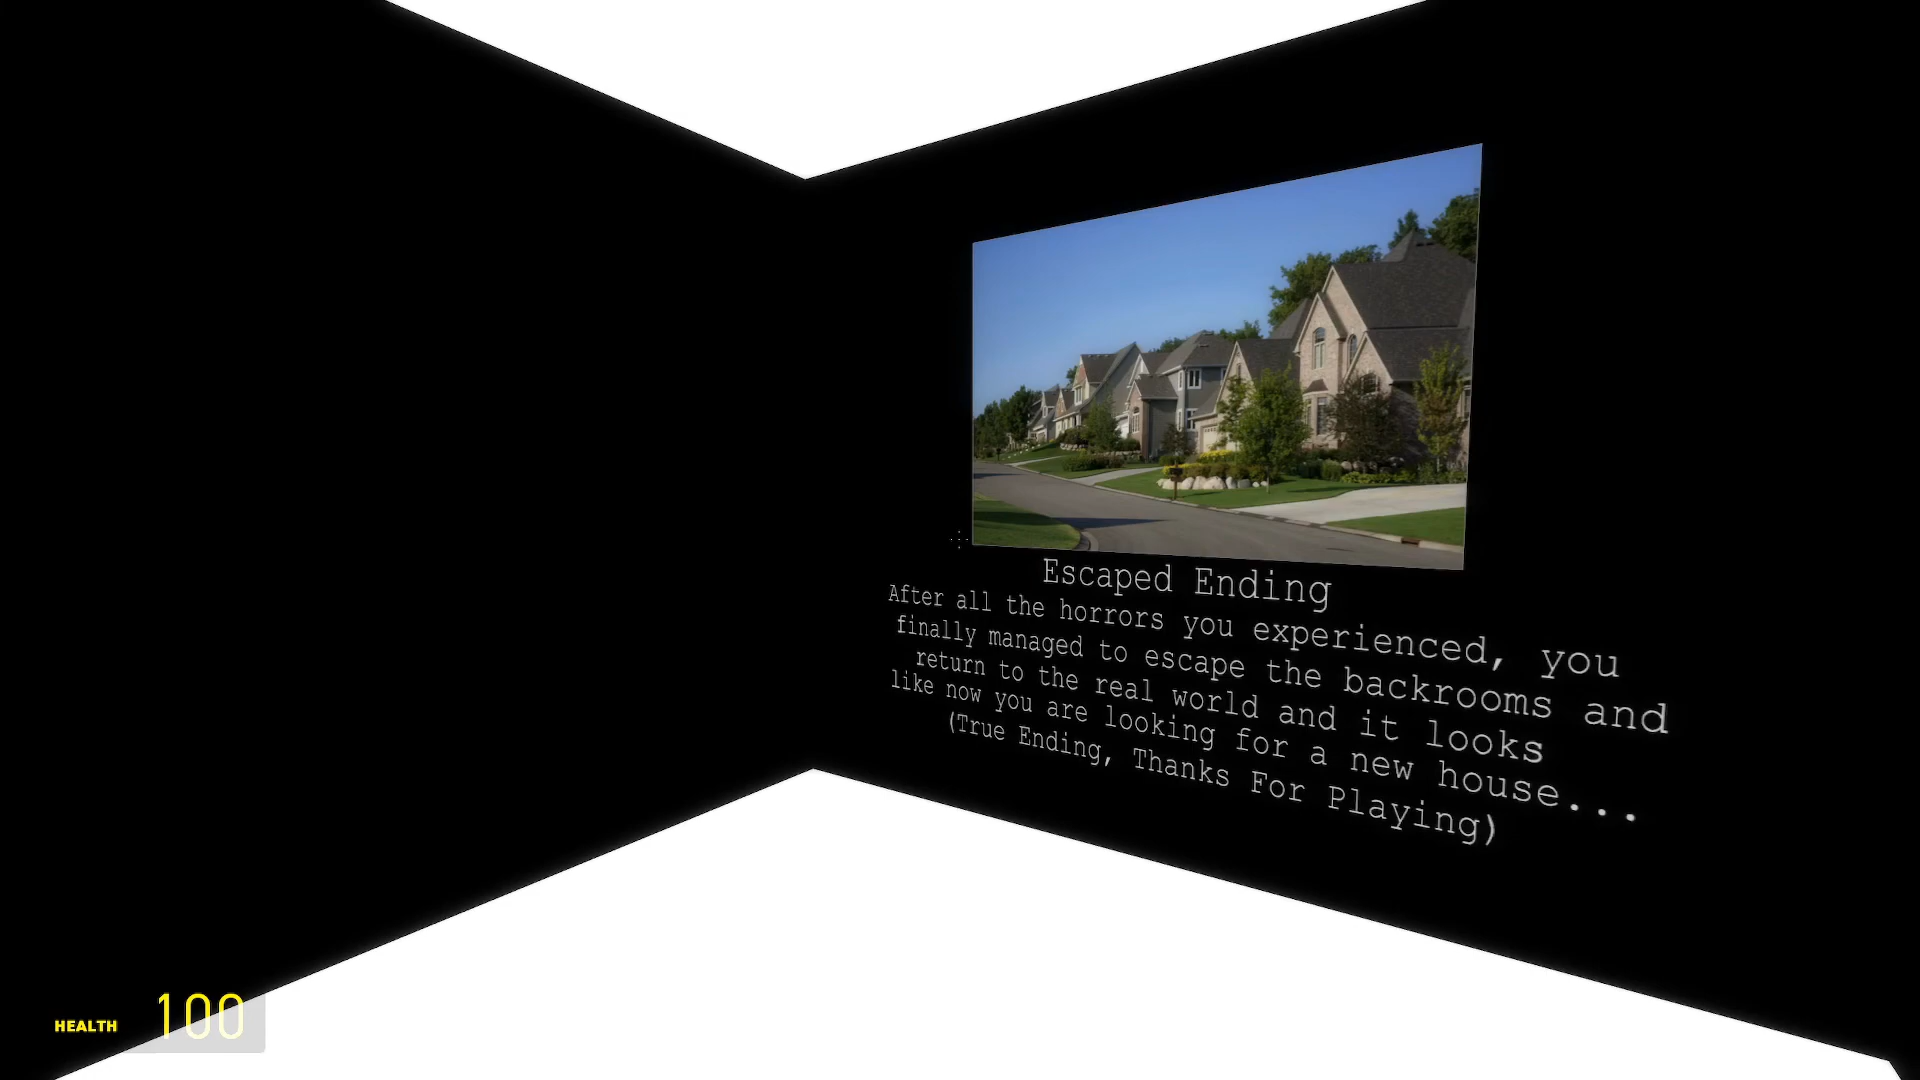 Escaped Ending
After all the horrors you experienced, you
finally managed to escape the backrooms and
return to the real world and it looks
like now you are looking for a new house...
(True Ending, Thanks For Playing)
HEALTH 100